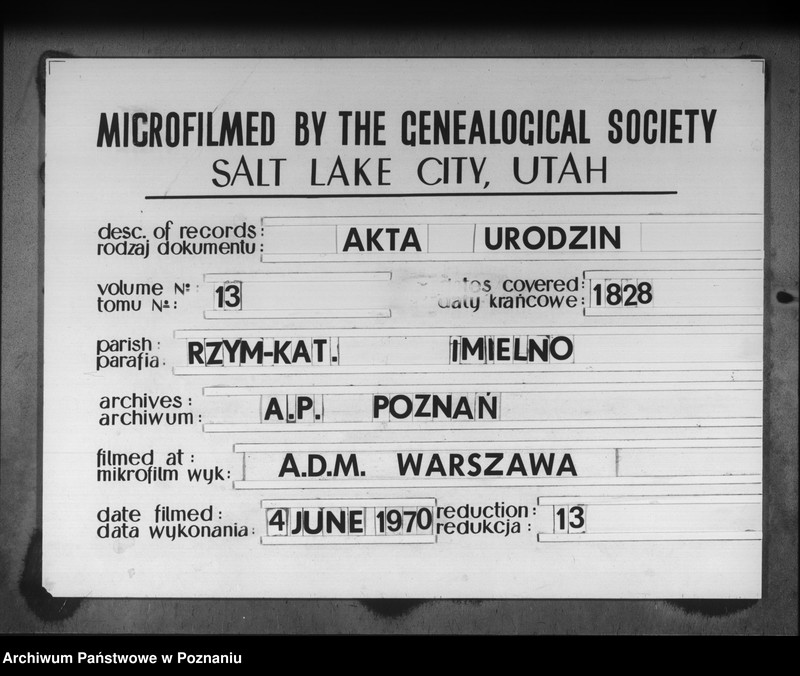 MICROFILMED BY THE GENEALOGICAL SOCIETY
SALT LAKE CITY, UTAH
desc. of records: AKTA URODZIN
rodzaj dokumentu:
volume Nº: 13 covered: 1828
tomu Nº: daty krańcowe:
parish: RZYM-KAT. IMIELNO
parafia:
archives: A.P. POZNAŃ
archiwum:
filmed at: A.D.M. WARSZAWA
mikrofilm wyk:
date filmed: 4 JUNE 1970 reduction: 13
data wykonania: redukcja:
Archiwum Państwowe w Poznaniu